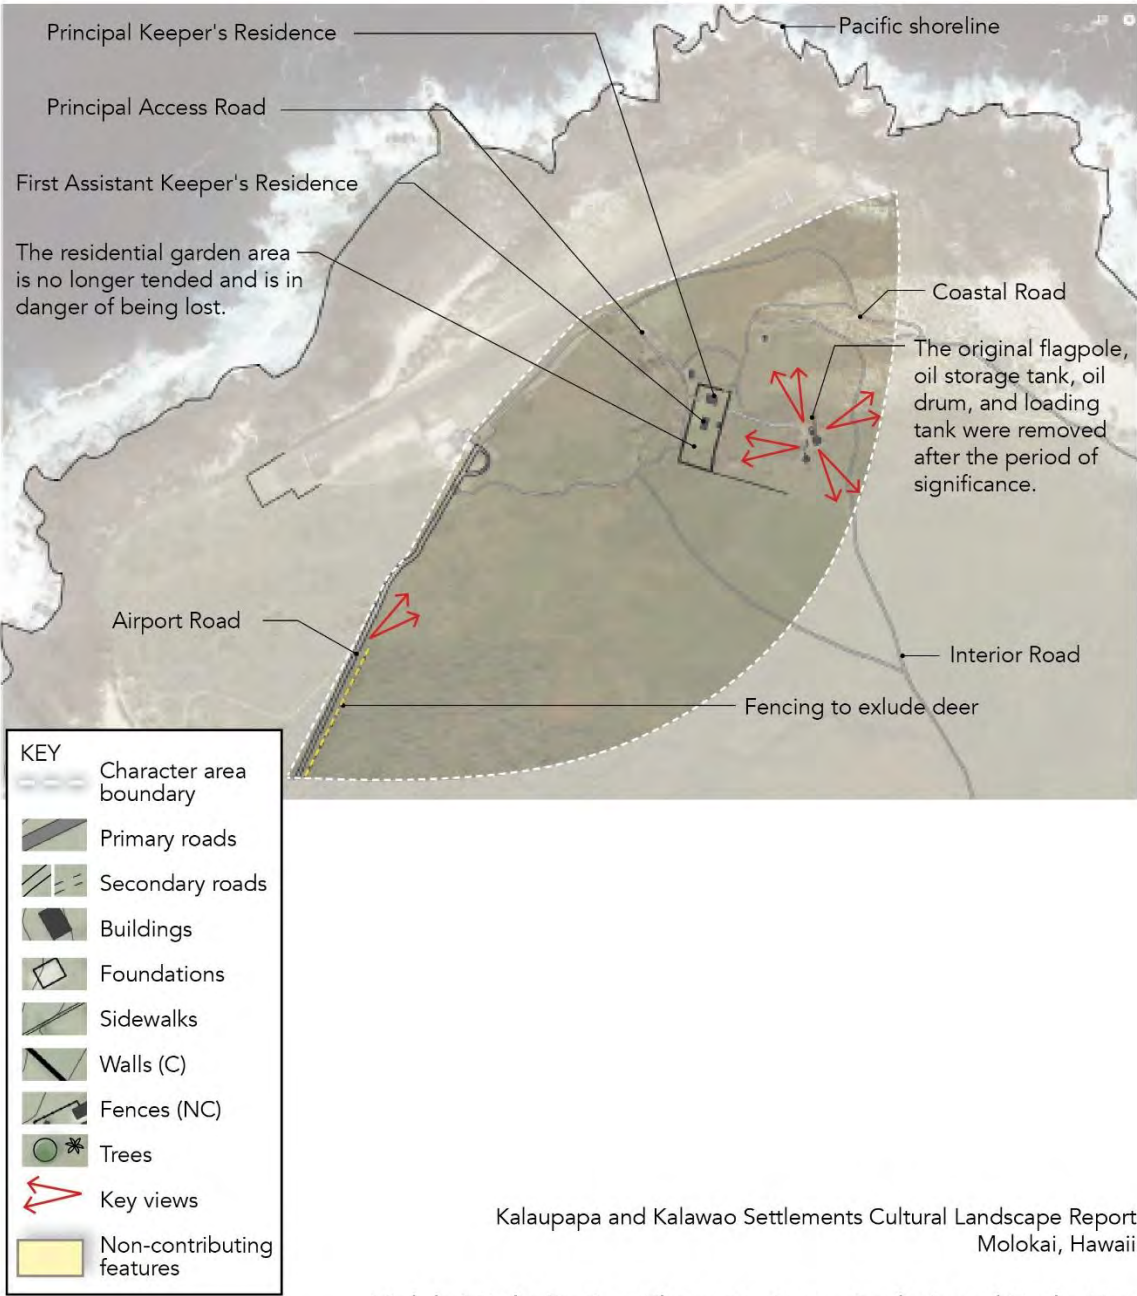 Principal Keeper's Residence
Pacific shoreline
Principal Access Road
First Assistant Keeper's Residence
The residential garden area
is no longer tended and is in
danger of being lost.
Coastal Road
The original flagpole,
oil storage tank, oil
drum, and loading
tank were removed
after the period of
significance.
Airport Road
Interior Road
Fencing to exlude deer
KEY
Character area
boundary
Primary roads
Secondary roads
Buildings
Foundations
Sidewalks
Walls (C)
Fences (NC)
Trees
Key views
Non-contributing
features
Kalaupapa and Kalawao Settlements Cultural Landscape Report
Molokai, Hawaii